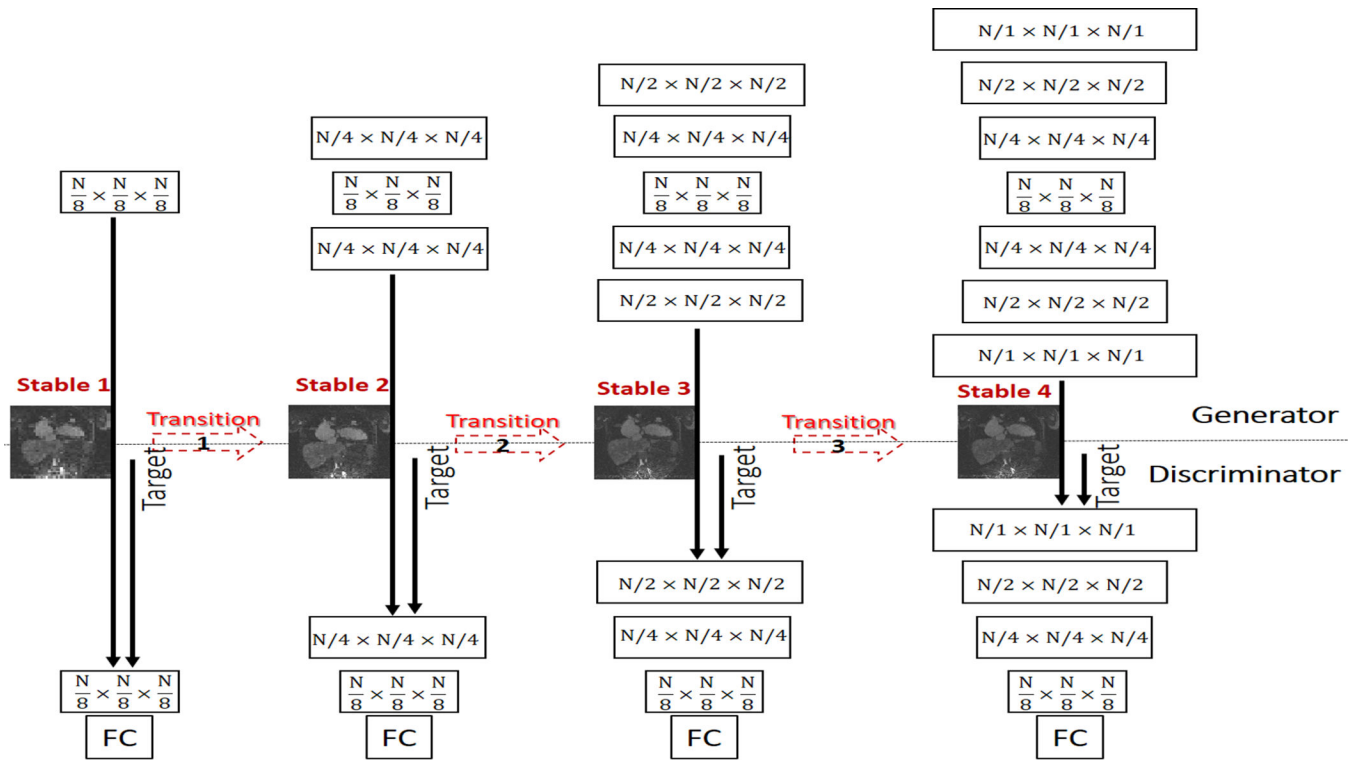 N/8 × N/8 × N/8
Stable 1
Target
N/8 × N/8 × N/8
FC
Transition
1
N/4 × N/4 × N/4
N/8 × N/8 × N/8
N/4 × N/4 × N/4
Stable 2
Target
N/4 × N/4 × N/4
N/8 × N/8 × N/8
FC
Transition
2
N/2 × N/2 × N/2
N/4 × N/4 × N/4
N/8 × N/8 × N/8
N/4 × N/4 × N/4
N/2 × N/2 × N/2
Stable 3
Target
N/2 × N/2 × N/2
N/4 × N/4 × N/4
N/8 × N/8 × N/8
FC
Transition
3
N/1 × N/1 × N/1
N/2 × N/2 × N/2
N/4 × N/4 × N/4
N/8 × N/8 × N/8
N/4 × N/4 × N/4
N/2 × N/2 × N/2
N/1 × N/1 × N/1
Stable 4
Target
N/1 × N/1 × N/1
N/2 × N/2 × N/2
N/4 × N/4 × N/4
N/8 × N/8 × N/8
FC
Generator
Discriminator